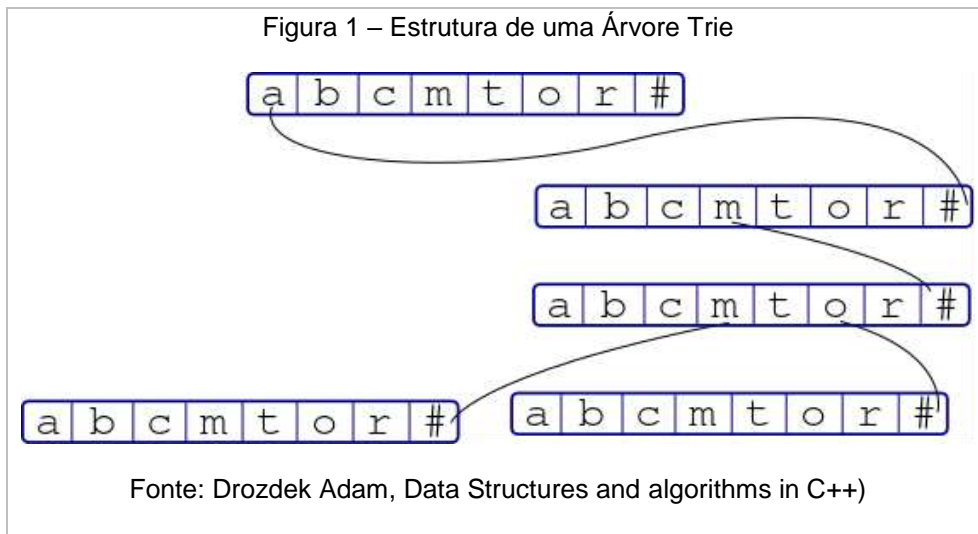 Figura 1 – Estrutura de uma Árvore Trie
a b c m t o r #
a b c m t o r #
a b c m t o r #
a b c m t o r #
a b c m t o r #
Fonte: Drozdek Adam, Data Structures and algorithms in C++)